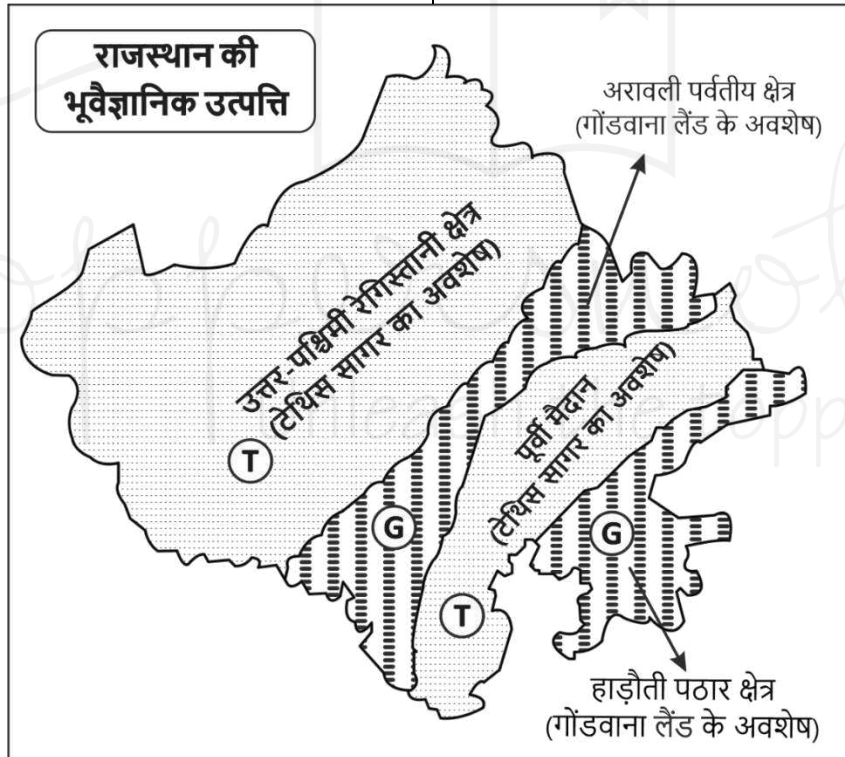 राजस्थान की
भूवैज्ञानिक उत्पत्ति
अरावली पर्वतीय क्षेत्र
(गोंडवाना लैंड के अवशेष)
उत्तर-पश्चिमी रेगिस्तानी क्षेत्र
(टेथिस सागर का अवशेष)
T
पूर्वी मैदान
(टेथिस सागर का अवशेष)
G
G
T
हाड़ौती पठार क्षेत्र
(गोंडवाना लैंड के अवशेष)